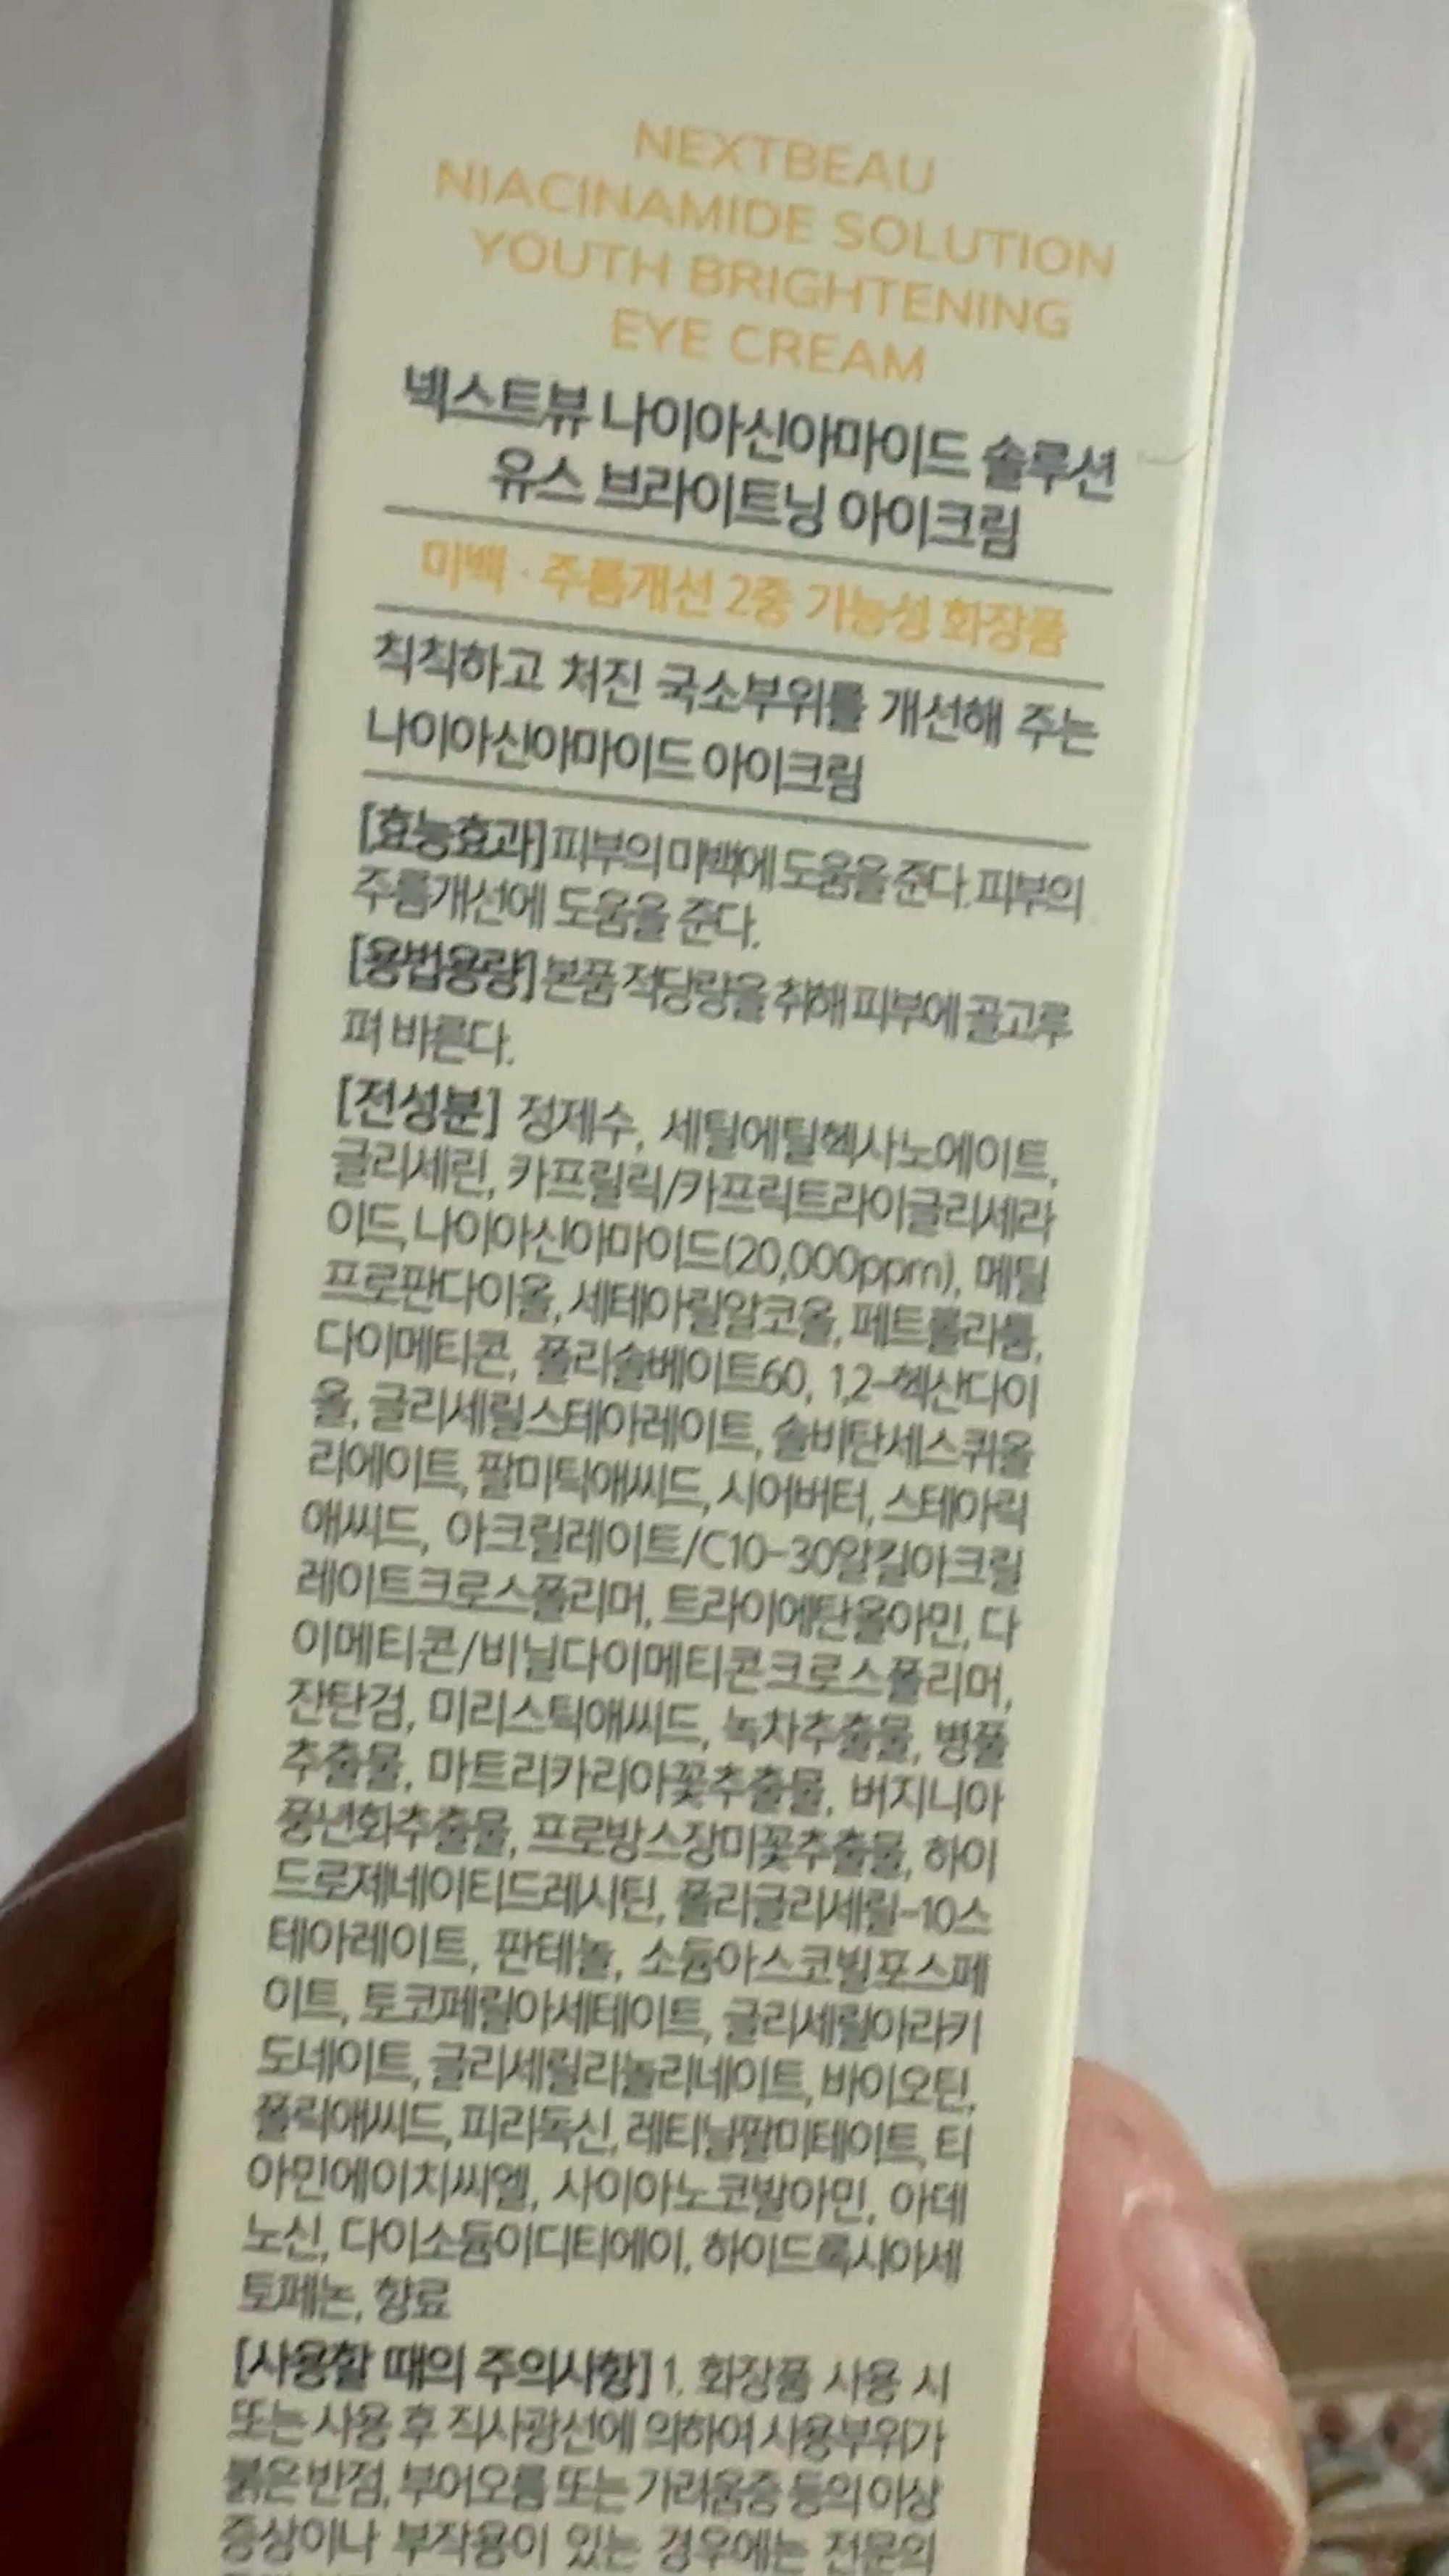 NEXTBEAU
NIACINAMIDE SOLUTION
YOUTH BRIGHTENING
EYE CREAM
넥스트뷰 나이아신아마이드 솔루션
유스 브라이트닝 아이크림
미백 · 주름개선 2중 기능성 화장품
칙칙하고 처진 국소부위를 개선해 주는
나이아신아마이드 아이크림
[효능효과] 피부의 미백에 도움을 준다. 피부의
주름개선에 도움을 준다.
[용법용량] 본품 적당량을 취해 피부에 골고루
펴 바른다.
[전성분] 정제수, 세틸에틸헥사노에이트,
글리세린, 카프릴릭/카프릭트라이글리세라
이드, 나이아신아마이드(20,000ppm), 메틸
프로판다이올, 세테아릴알코올, 페트롤라툼,
다이메티콘, 폴리솔베이트60, 1,2-헥산다이
올, 글리세릴스테아레이트, 솔비탄세스퀴올
리에이트, 팔미틱애씨드, 시어버터, 스테아릭
애씨드, 아크릴레이트/C10-30알킬아크릴
레이트크로스폴리머, 트라이에탄올아민, 다
이메티콘/비닐다이메티콘크로스폴리머,
잔탄검, 미리스틱애씨드, 녹차추출물, 병풀
추출물, 마트리카리아꽃추출물, 버지니아
풍년화추출물, 프로방스장미꽃추출물, 하이
드로제네이티드레시틴, 폴리글리세릴-10스
테아레이트, 판테놀, 소듐아스코빌포스페
이트, 토코페릴아세테이트, 글리세릴아라키
도네이트, 글리세릴리놀리네이트, 바이오틴,
폴릭애씨드, 피리독신, 레티닐팔미테이트, 티
아민에이치씨엘, 사이아노코발아민, 아데
노신, 다이소듐이디티에이, 하이드록시아세
토페논, 향료
[사용할 때의 주의사항] 1. 화장품 사용 시
또는 사용 후 직사광선에 의하여 사용부위가
붉은 반점, 부어오름 또는 가려움증 등의 이상
증상이나 부작용이 있는 경우에는 전문의